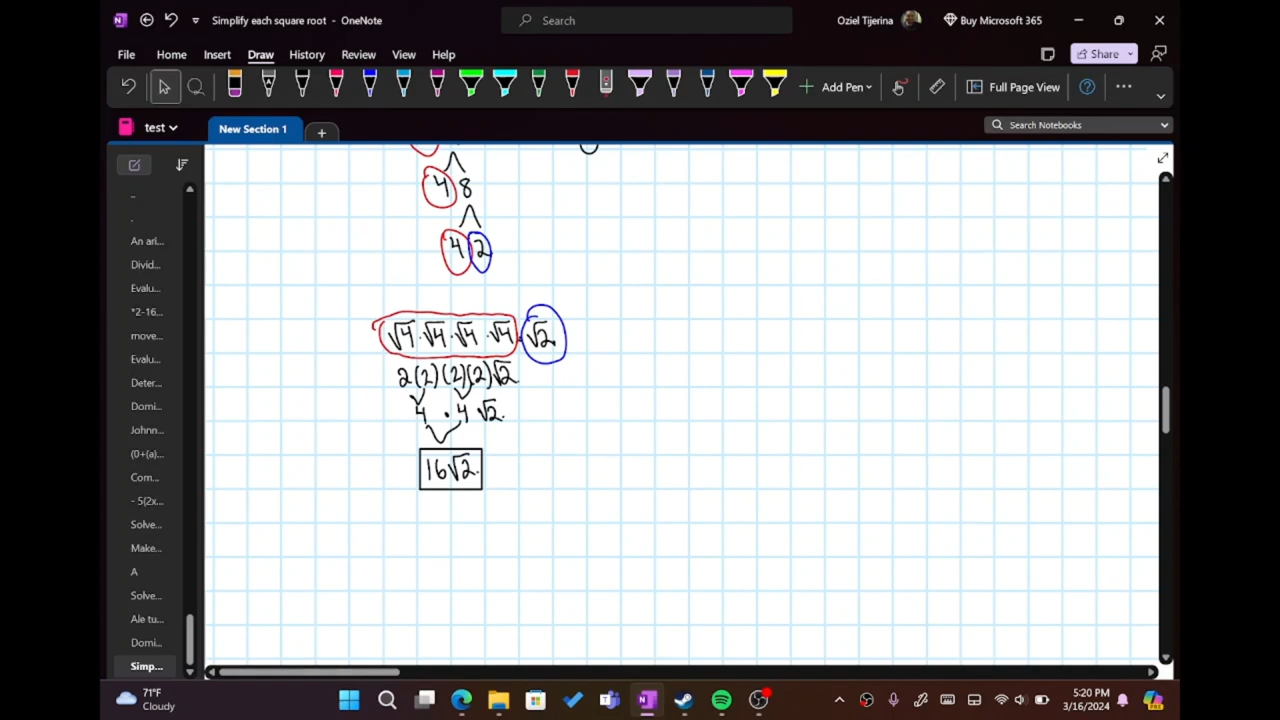 Simplify each square root - OneNote
Search
Oziel Tijerina
Buy Microsoft 365
File Home Insert Draw History Review View Help
Share
Add Pen
Full Page View
test
New Section 1
Search Notebooks
An ari...
Divid...
Evalu...
*2-16...
move...
Evalu...
Deter...
Domi...
Johnn...
(0+(a)...
Com...
- 5(2x...
Solve...
Make...
A
Solve...
Ale tu...
Domi...
Simp...
4 8
4 2
√4 · √4 · √4 · √4 · √2
2(2)(2)(2)√2
4 · 4√2
16√2
71°F
Cloudy
5:20 PM
3/16/2024